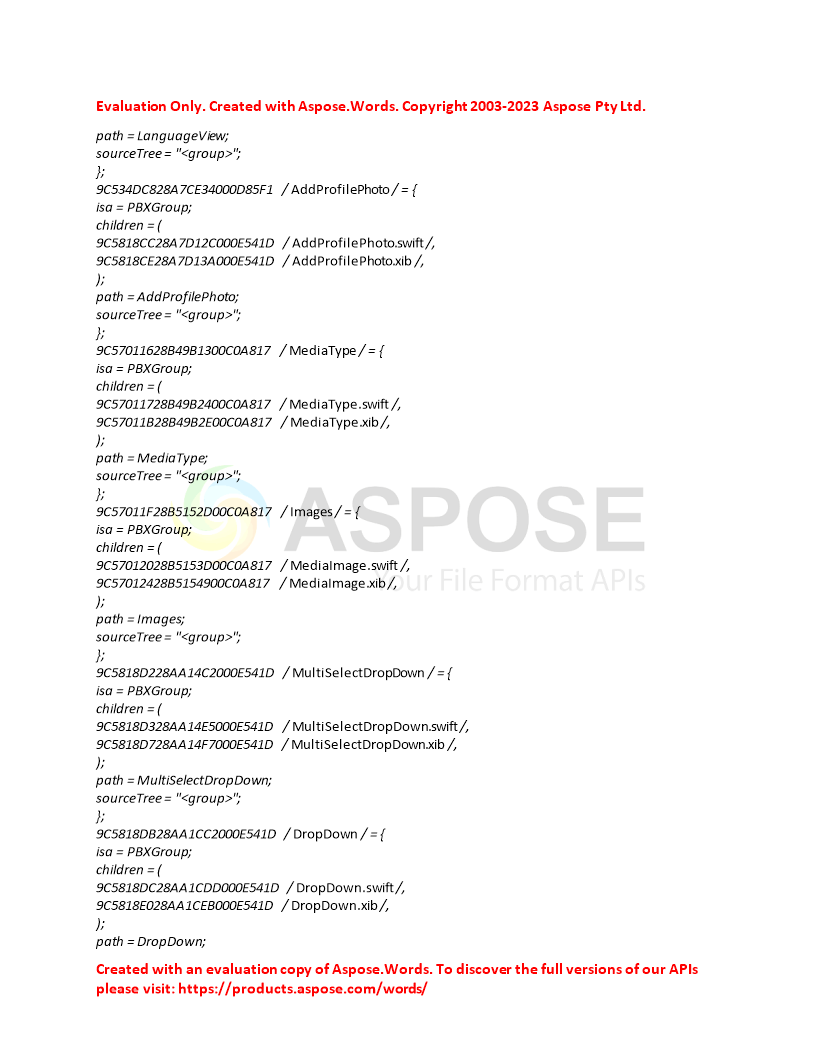 Evaluation Only. Created with Aspose.Words. Copyright 2003-2023 Aspose Pty Ltd.
path = LanguageView;
sourceTree = "<group>";
};
9C534DC828A7CE34000D85F1 / AddProfilePhoto / = {
isa = PBXGroup;
children = (
9C5818CC28A7D12C000E541D / AddProfilePhoto.swift /,
9C5818CE28A7D13A000E541D / AddProfilePhoto.xib /,
);
path = AddProfilePhoto;
sourceTree = "<group>";
};
9C57011628B49B1300C0A817 / MediaType / = {
isa = PBXGroup;
children = (
9C57011728B49B2400C0A817 / MediaType.swift /,
9C57011B28B49B2E00C0A817 / MediaType.xib /,
);
path = MediaType;
sourceTree = "<group>";
};
9C57011F28B5152D00C0A817 / Images / = {
isa = PBXGroup;
children = (
9C57012028B5153D00C0A817 / MediaImage.swift /,
9C57012428B5154900C0A817 / MediaImage.xib /,
);
path = Images;
sourceTree = "<group>";
};
9C5818D228AA14C2000E541D / MultiSelectDropDown / = {
isa = PBXGroup;
children = (
9C5818D328AA14E5000E541D / MultiSelectDropDown.swift /,
9C5818D728AA14F7000E541D / MultiSelectDropDown.xib /,
);
path = MultiSelectDropDown;
sourceTree = "<group>";
};
9C5818DB28AA1CC2000E541D / DropDown / = {
isa = PBXGroup;
children = (
9C5818DC28AA1CDD000E541D / DropDown.swift /,
9C5818E028AA1CEB000E541D / DropDown.xib /,
);
path = DropDown;
ASPOSE
Your File Format APIs
Created with an evaluation copy of Aspose.Words. To discover the full versions of our APIs
please visit: https://products.aspose.com/words/